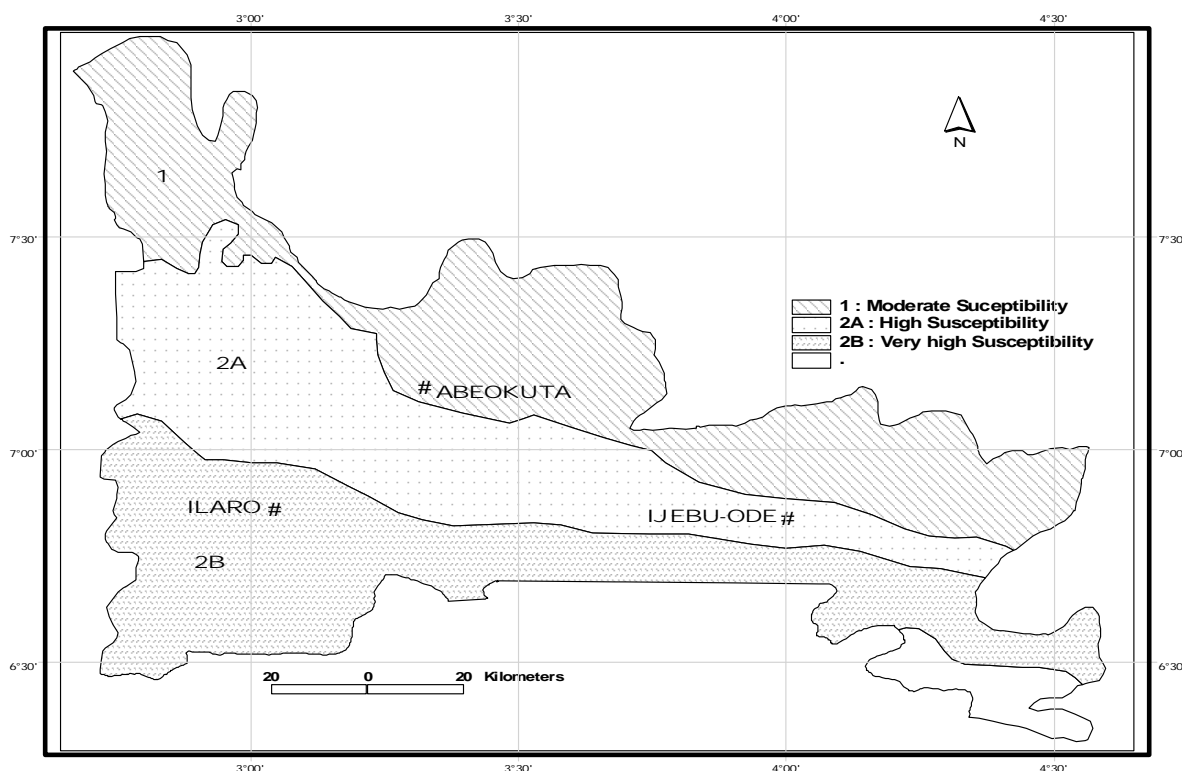 3°00' 3°30' 4°00' 4°30'
N
1
7°30' 7°30'
1 : Moderate Suceptibility
2A : High Susceptibility
2B : Very high Susceptibility
.
2A
# ABEOKUTA
7°00' 7°00'
ILARO #
IJEBU-ODE #
2B
6°30' 6°30'
20 0 20 Kilometers
3°00' 3°30' 4°00' 4°30'